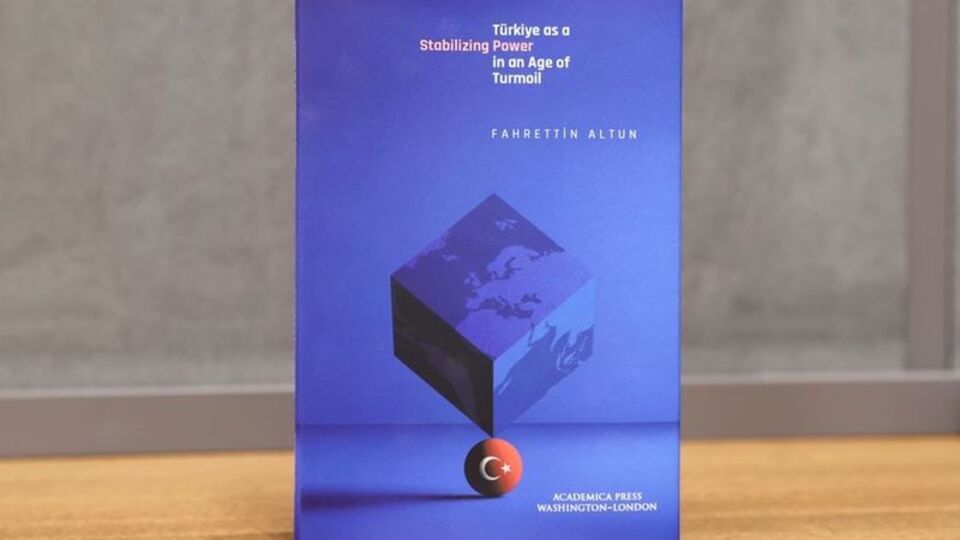 Türkiye as a
Stabilizing Power
in an Age of
Turmoil
FAHRETTİN ALTUN
ACADEMICA PRESS
WASHINGTON~LONDON